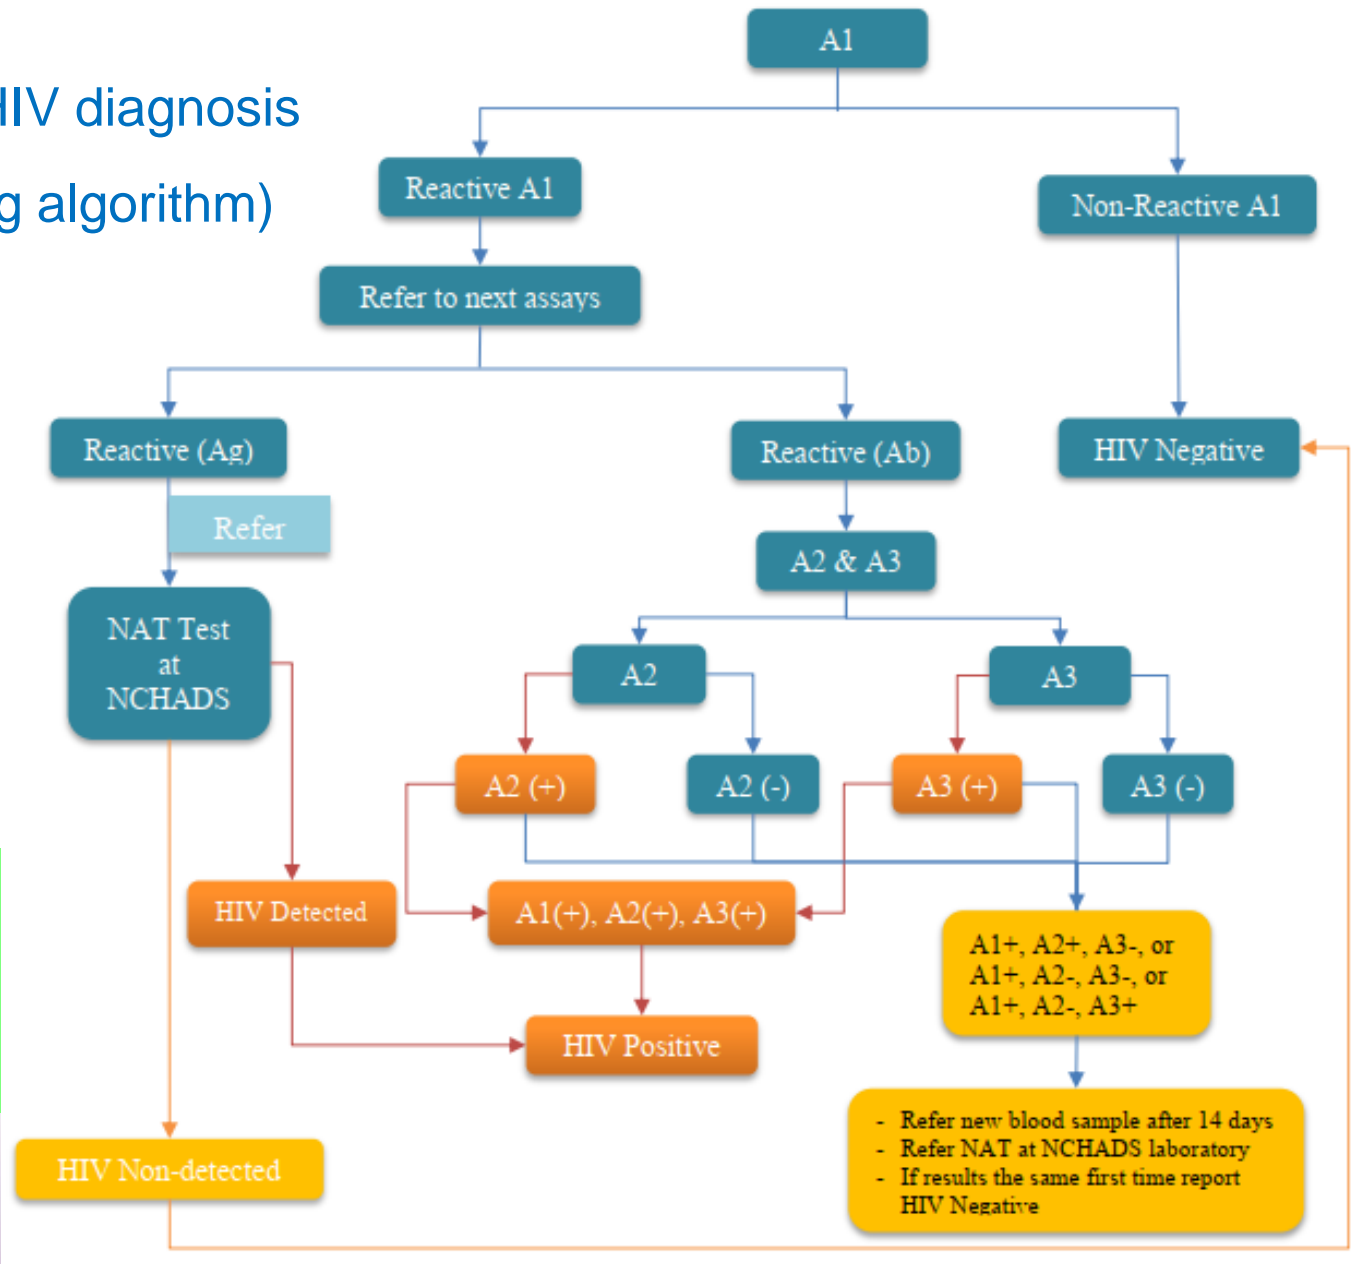 HIV diagnosis
g algorithm)
A1
Reactive A1
Non-Reactive A1
Refer to next assays
Reactive (Ag)
Reactive (Ab)
HIV Negative
Refer
A2 & A3
NAT Test
at
NCHADS
A2
A3
A2 (+)
A2 (-)
A3 (+)
A3 (-)
HIV Detected
A1(+), A2(+), A3(+)
A1+, A2+, A3-, or
A1+, A2-, A3-, or
A1+, A2-, A3+
HIV Positive
- Refer new blood sample after 14 days
- Refer NAT at NCHADS laboratory
- If results the same first time report
HIV Negative
HIV Non-detected